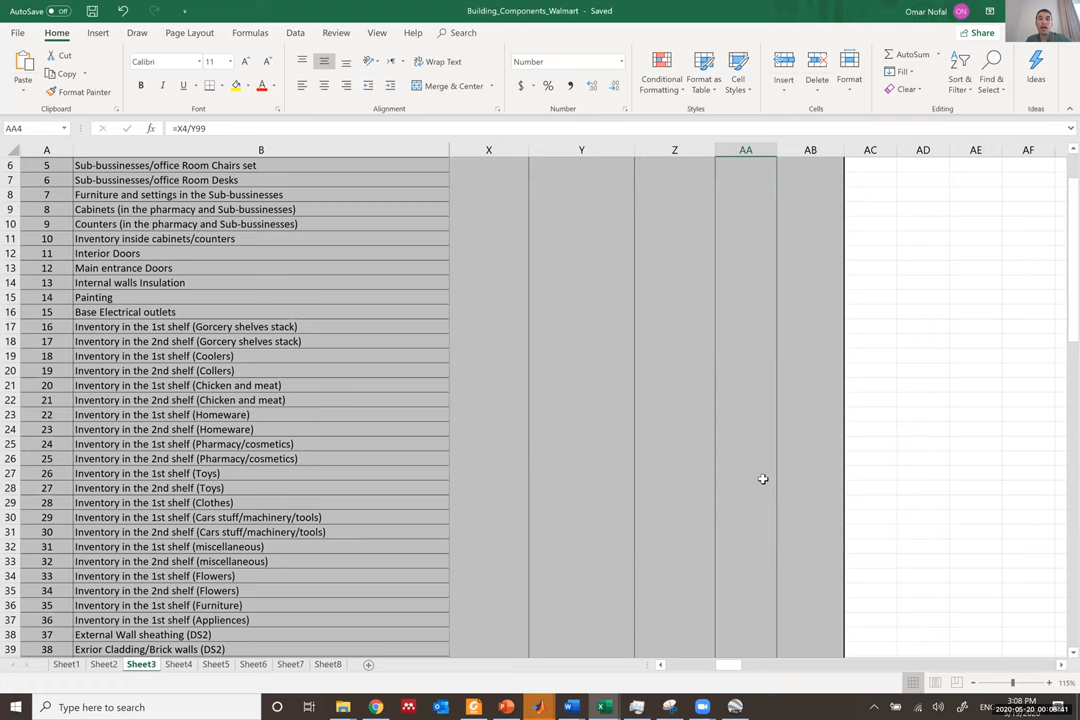 AutoSave Off Building_Components_Walmart - Saved Omar Nofal ON
File Home Insert Draw Page Layout Formulas Data Review View Help Search Share
Paste Cut Copy Format Painter Clipboard
Calibri 11 Font
Wrap Text Merge & Center Alignment
Number Number
Conditional Formatting Format as Table Cell Styles Styles
Insert Delete Format Cells
AutoSum Fill Clear Sort & Filter Find & Select Editing
Ideas Ideas
AA4 fx =X4/Y99
A B X Y Z AA AB AC AD AE AF
6 5 Sub-bussinesses/office Room Chairs set
7 6 Sub-bussinesses/office Room Desks
8 7 Furniture and settings in the Sub-bussinesses
9 8 Cabinets (in the pharmacy and Sub-bussinesses)
10 9 Counters (in the pharmacy and Sub-bussinesses)
11 10 Inventory inside cabinets/counters
12 11 Interior Doors
13 12 Main entrance Doors
14 13 Internal walls Insulation
15 14 Painting
16 15 Base Electrical outlets
17 16 Inventory in the 1st shelf (Gorcery shelves stack)
18 17 Inventory in the 2nd shelf (Gorcery shelves stack)
19 18 Inventory in the 1st shelf (Coolers)
20 19 Inventory in the 2nd shelf (Collers)
21 20 Inventory in the 1st shelf (Chicken and meat)
22 21 Inventory in the 2nd shelf (Chicken and meat)
23 22 Inventory in the 1st shelf (Homeware)
24 23 Inventory in the 2nd shelf (Homeware)
25 24 Inventory in the 1st shelf (Pharmacy/cosmetics)
26 25 Inventory in the 2nd shelf (Pharmacy/cosmetics)
27 26 Inventory in the 1st shelf (Toys)
28 27 Inventory in the 2nd shelf (Toys)
29 28 Inventory in the 1st shelf (Clothes)
30 29 Inventory in the 1st shelf (Cars stuff/machinery/tools)
31 30 Inventory in the 2nd shelf (Cars stuff/machinery/tools)
32 31 Inventory in the 1st shelf (miscellaneous)
33 32 Inventory in the 2nd shelf (miscellaneous)
34 33 Inventory in the 1st shelf (Flowers)
35 34 Inventory in the 2nd shelf (Flowers)
36 35 Inventory in the 1st shelf (Furniture)
37 36 Inventory in the 1st shelf (Appliances)
38 37 External Wall sheathing (DS2)
39 38 Exrior Cladding/Brick walls (DS2)
Sheet1 Sheet2 Sheet3 Sheet4 Sheet5 Sheet6 Sheet7 Sheet8
115%
Type here to search ENG 3:08 PM
2020-05-20 00:08:41